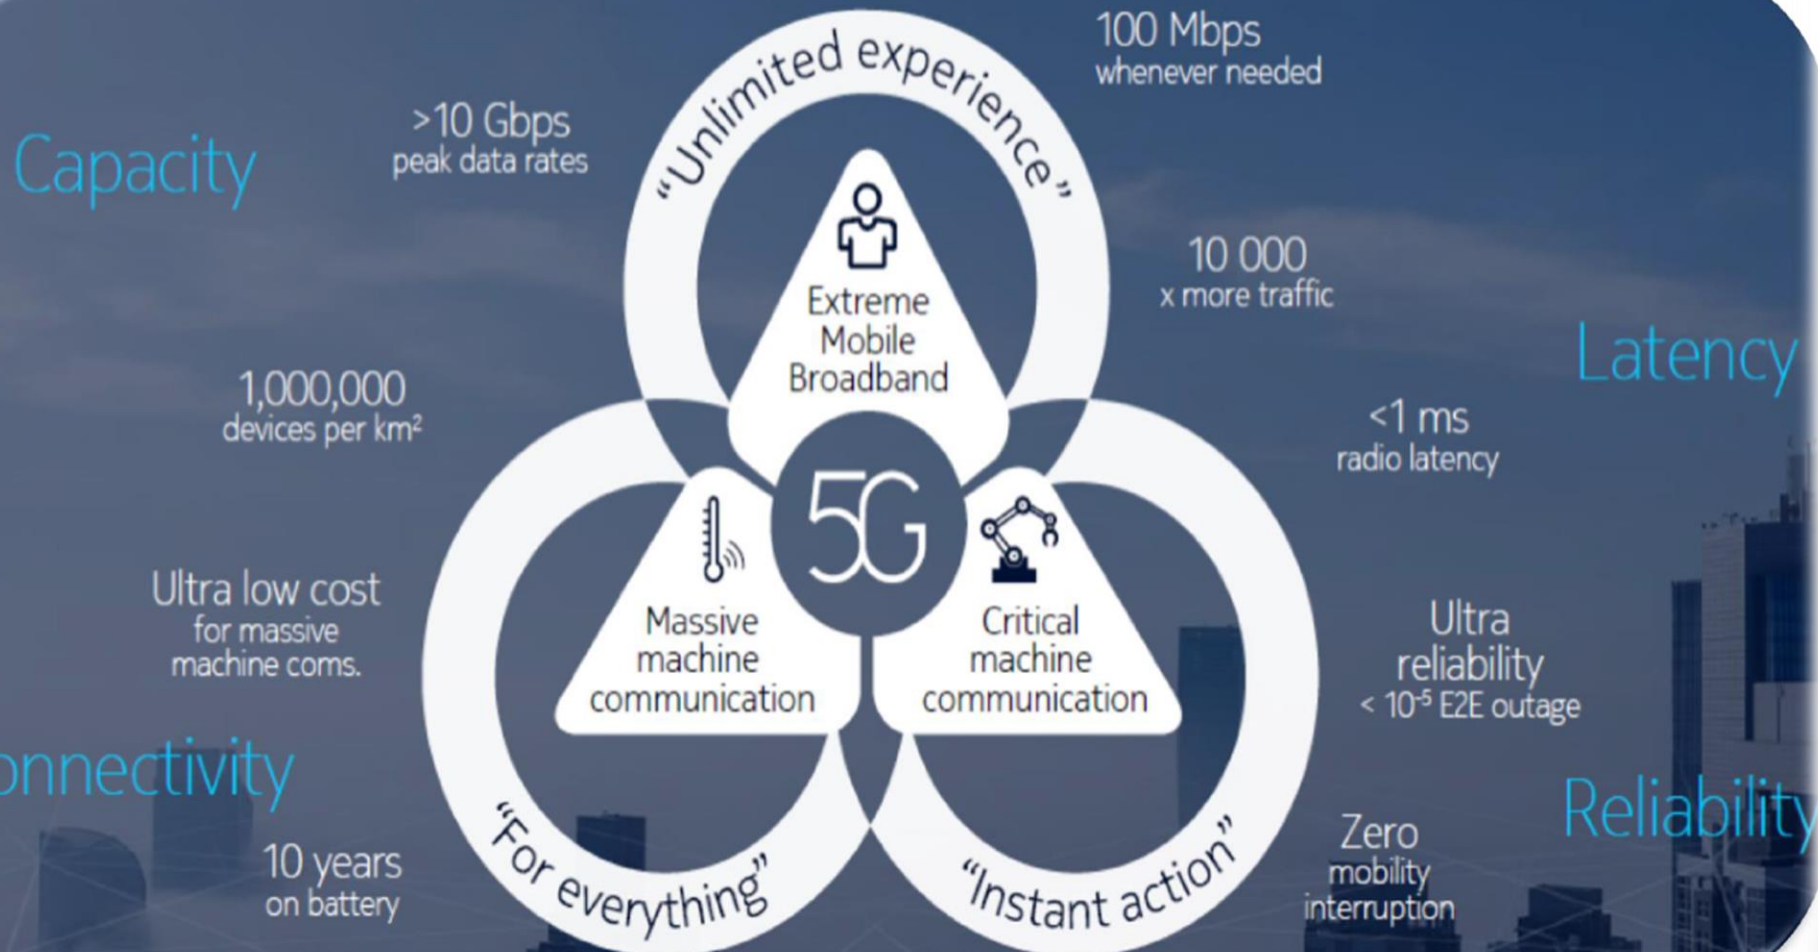 “Unlimited experience”
100 Mbps
whenever needed
>10 Gbps
peak data rates
Capacity
10 000
x more traffic
Extreme
Mobile
Broadband
Latency
1,000,000
devices per km²
<1 ms
radio latency
5G
Ultra low cost
for massive
machine coms.
Massive
machine
communication
Critical
machine
communication
Ultra
reliability
< 10⁻⁵ E2E outage
onnectivity
Reliability
10 years
on battery
“For everything”
“Instant action”
Zero
mobility
interruption